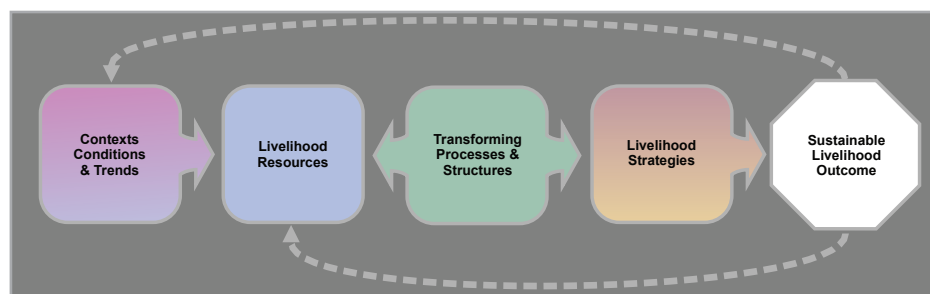 Contexts
Conditions
& Trends
Livelihood
Resources
Transforming
Processes &
Structures
Livelihood
Strategies
Sustainable
Livelihood
Outcome